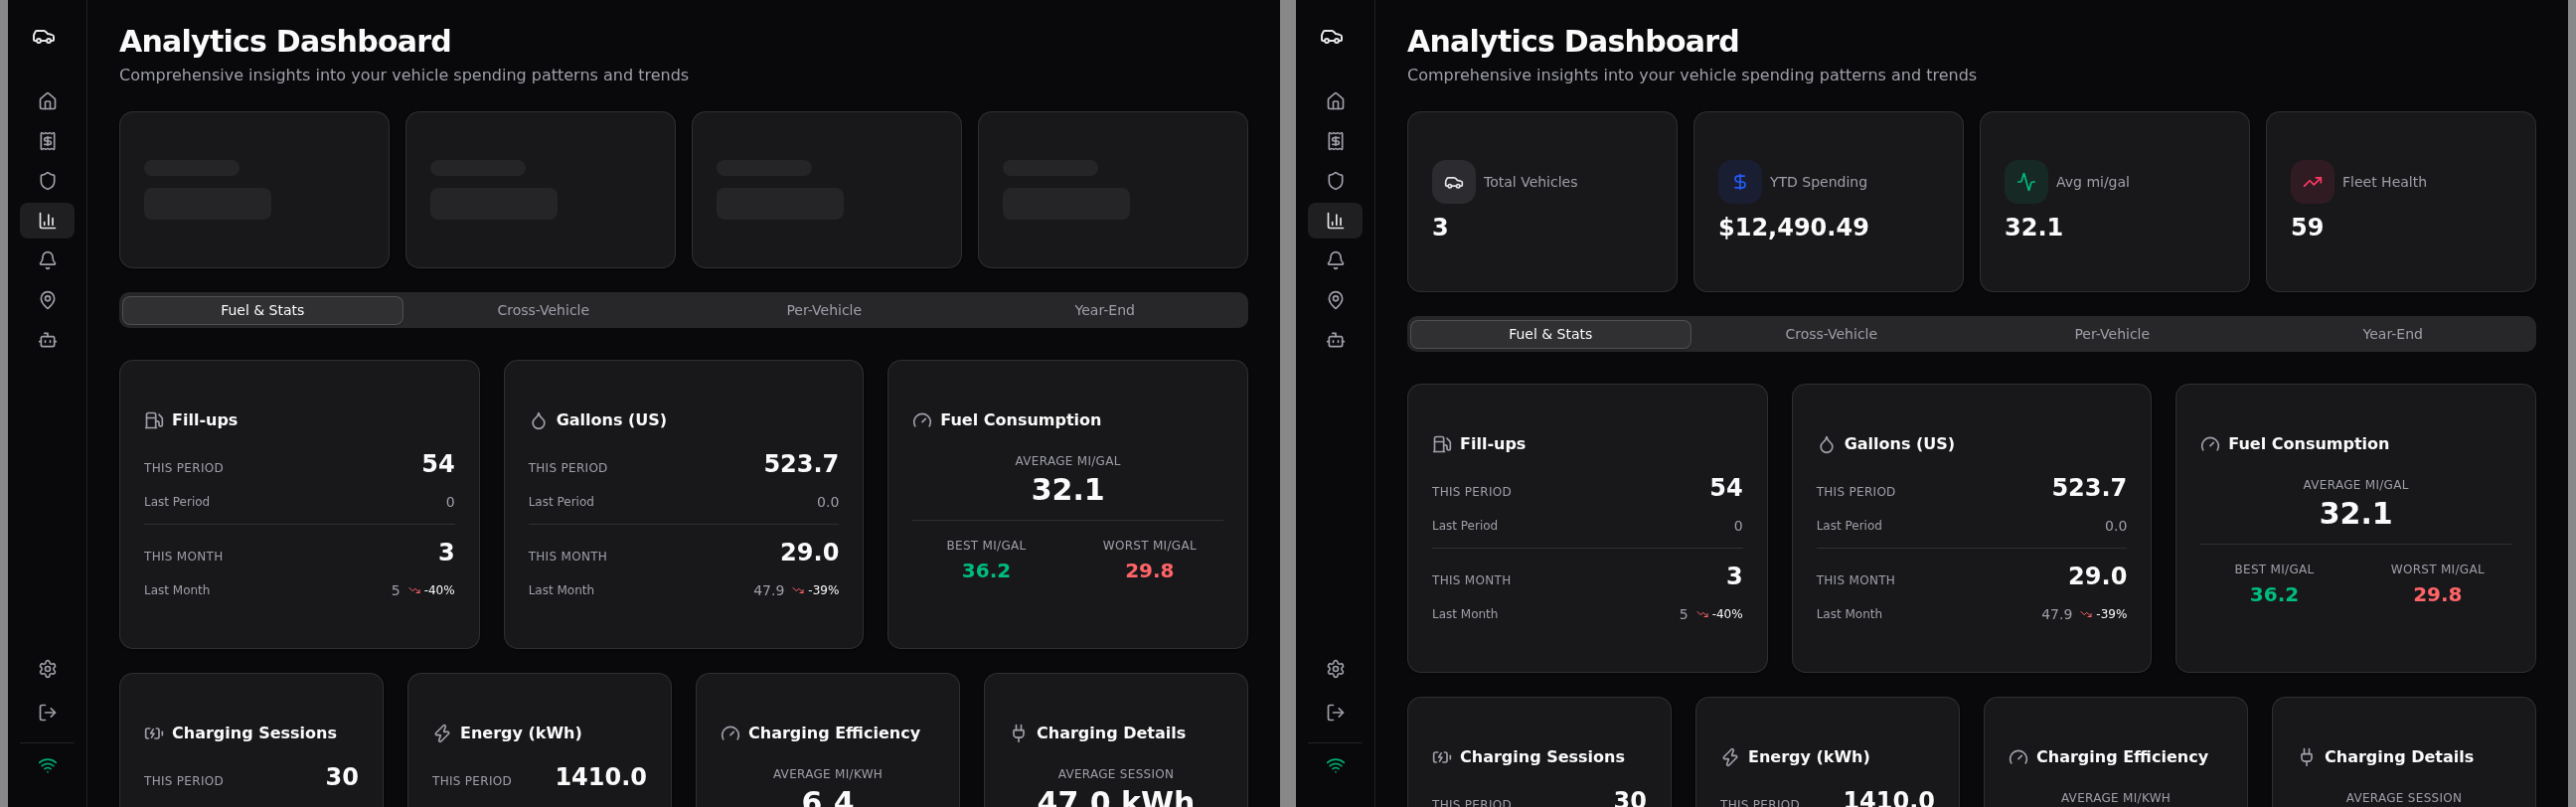 Analytics Dashboard
Comprehensive insights into your vehicle spending patterns and trends
Fuel & Stats
Cross-Vehicle
Per-Vehicle
Year-End
Fill-ups
THIS PERIOD 54
Last Period 0
THIS MONTH 3
Last Month 5 -40%
Gallons (US)
THIS PERIOD 523.7
Last Period 0.0
THIS MONTH 29.0
Last Month 47.9 -39%
Fuel Consumption
AVERAGE MI/GAL
32.1
BEST MI/GAL WORST MI/GAL
36.2 29.8
Charging Sessions
THIS PERIOD 30
Energy (kWh)
THIS PERIOD 1410.0
Charging Efficiency
AVERAGE MI/KWH
6.4
Charging Details
AVERAGE SESSION
47.0 kWh
Analytics Dashboard
Comprehensive insights into your vehicle spending patterns and trends
Total Vehicles
3
YTD Spending
$12,490.49
Avg mi/gal
32.1
Fleet Health
59
Fuel & Stats
Cross-Vehicle
Per-Vehicle
Year-End
Fill-ups
THIS PERIOD 54
Last Period 0
THIS MONTH 3
Last Month 5 -40%
Gallons (US)
THIS PERIOD 523.7
Last Period 0.0
THIS MONTH 29.0
Last Month 47.9 -39%
Fuel Consumption
AVERAGE MI/GAL
32.1
BEST MI/GAL WORST MI/GAL
36.2 29.8
Charging Sessions
THIS PERIOD 30
Energy (kWh)
THIS PERIOD 1410.0
Charging Efficiency
AVERAGE MI/KWH
Charging Details
AVERAGE SESSION